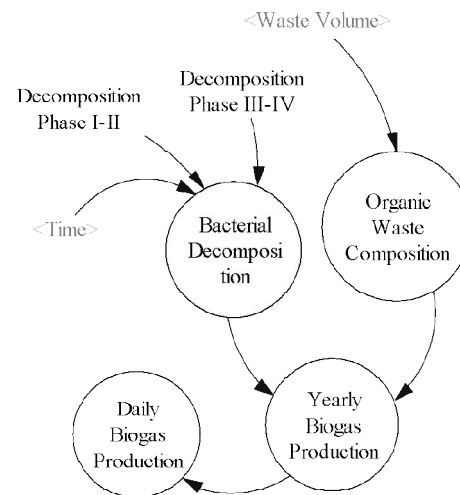 <Waste Volume>
Decomposition
Phase III-IV
Decomposition
Phase I-II
<Time>
Bacterial
Decomposi
tion
Organic
Waste
Composition
Daily
Biogas
Production
Yearly
Biogas
Production